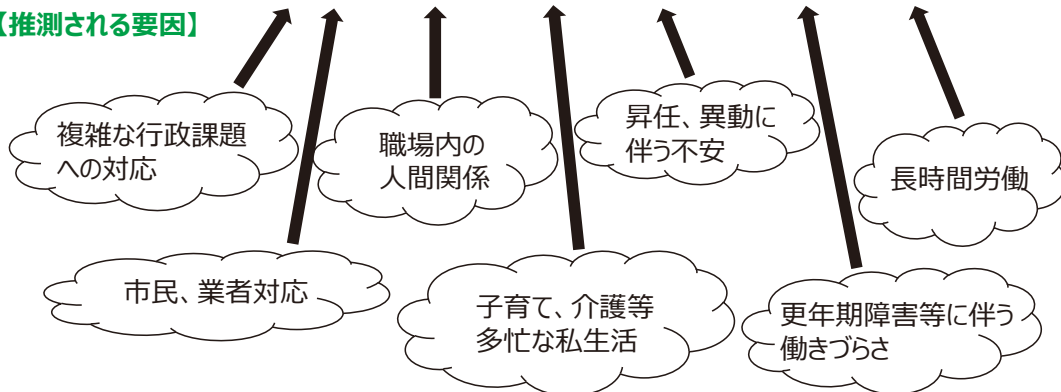 【推測される要因】
複雑な行政課題
への対応
職場内の
人間関係
昇任、異動に
伴う不安
長時間労働
市民、業者対応
子育て、介護等
多忙な私生活
更年期障害等に伴う
働きづらさ